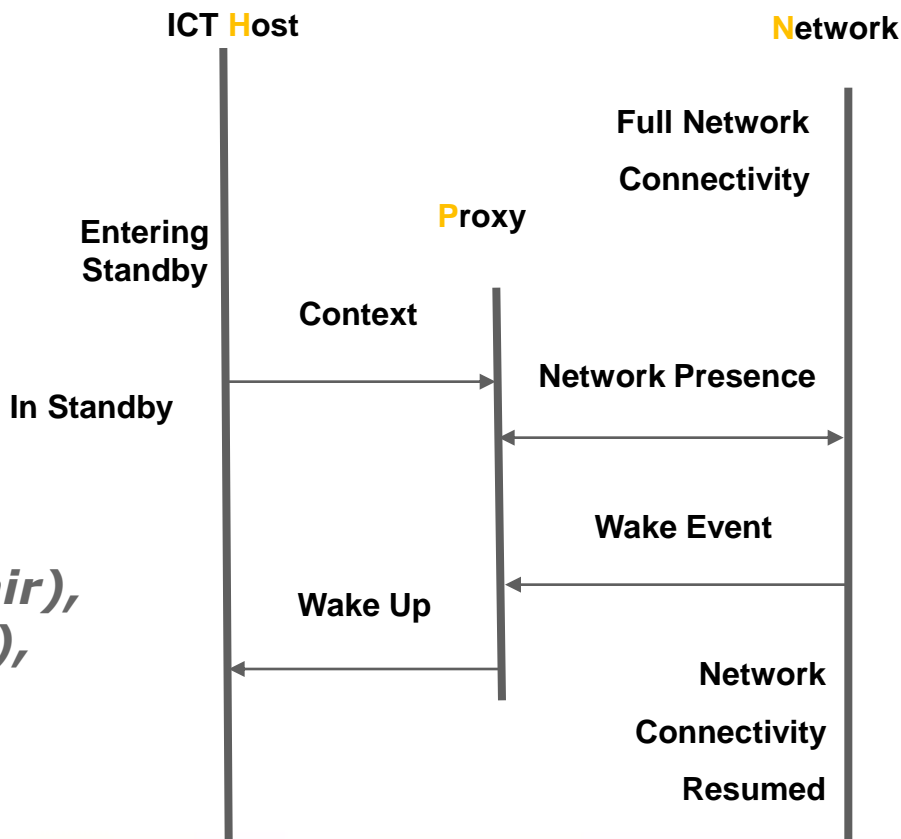 ICT Host
Network
Full Network
Connectivity
Proxy
Entering
Standby
Context
Network Presence
In Standby
Wake Event
Wake Up
Network
Connectivity
Resumed